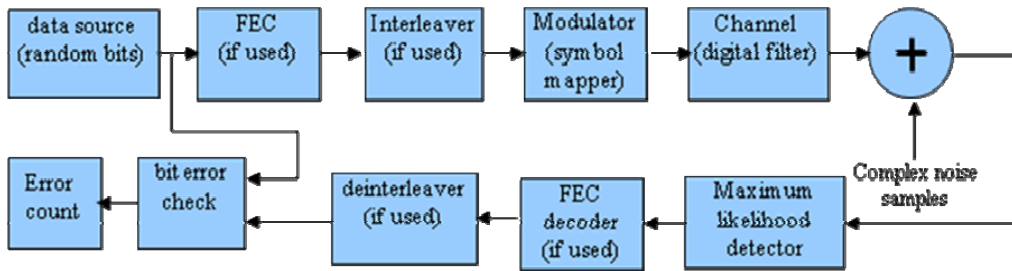 data source
(random bits)
FEC
(if used)
Interleaver
(if used)
Modulator
(symbol
mapper)
Channel
(digital filter)
+
Complex noise
samples
Error
count
bit error
check
deinterleaver
(if used)
FEC
decoder
(if used)
Maximum
likelihood
detector